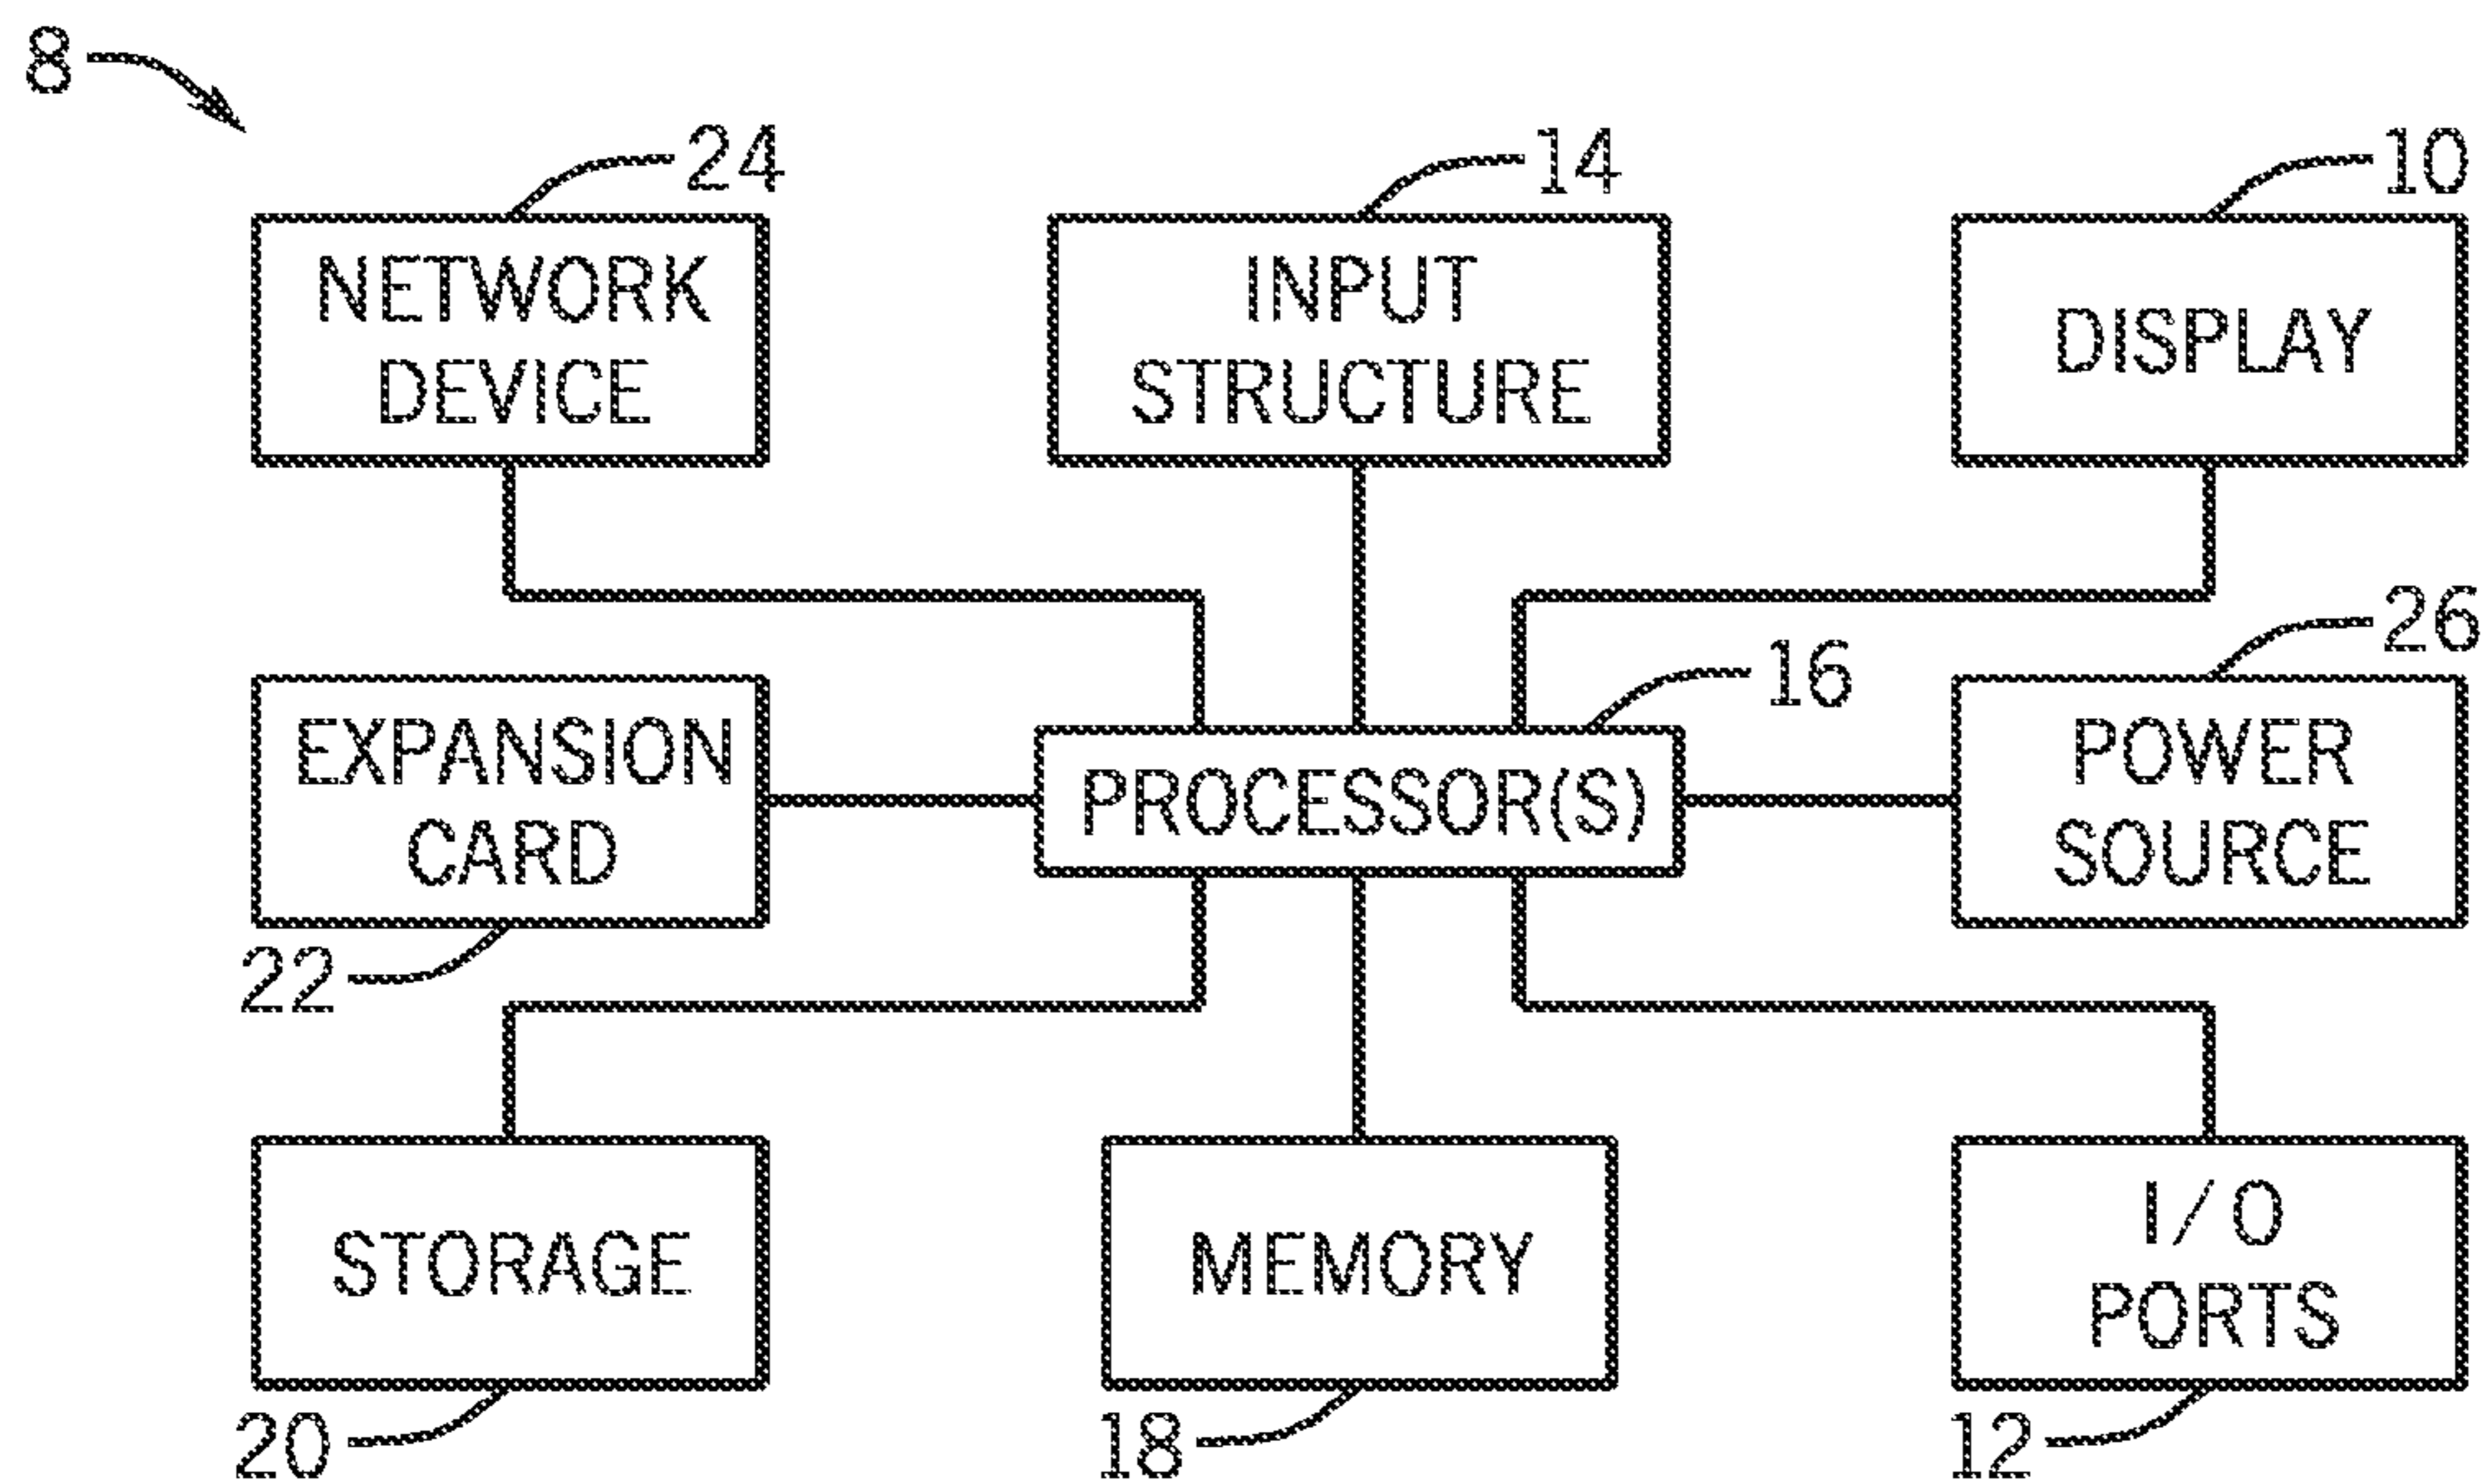 8
24
14
10
NETWORK
DEVICE
INPUT
STRUCTURE
DISPLAY
26
16
EXPANSION
CARD
PROCESSOR(S)
POWER
SOURCE
22
STORAGE
MEMORY
I/O
PORTS
20
18
12